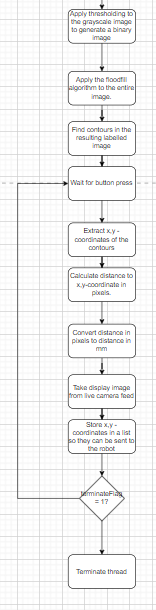 Apply thresholding to
the grayscale image
to generate a binary
image
Apply the floodfill
algorithm to the entire
image.
Find contours in the
resulting labelled
image
Wait for button press
Extract x,y -
coordinates of the
contours
Calculate distance to
x,y-coordinate in
pixels.
Convert distance in
pixels to distance in
mm
Take display image
from live camera feed
Store x,y -
coordinates in a list
so they can be sent to
the robot
terminateFlag
= 1?
Terminate thread